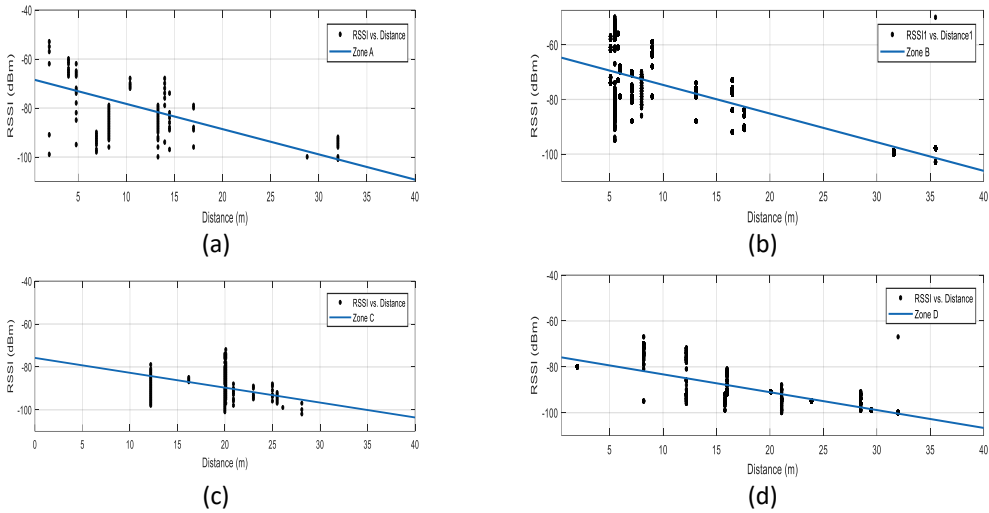 -40
-60
-80
-100
RSSI (dBm)
5 10 15 20 25 30 35 40
Distance (m)
RSSI vs. Distance
Zone A
(a)
-60
-80
-100
RSSI (dBm)
5 10 15 20 25 30 35 40
Distance (m)
RSSI1 vs. Distance1
Zone B
(b)
-40
-60
-80
-100
RSSI (dBm)
0 5 10 15 20 25 30 35 40
Distance (m)
RSSI vs. Distance
Zone C
(c)
-40
-60
-80
-100
RSSI (dBm)
5 10 15 20 25 30 35 40
Distance (m)
RSSI vs. Distance
Zone D
(d)